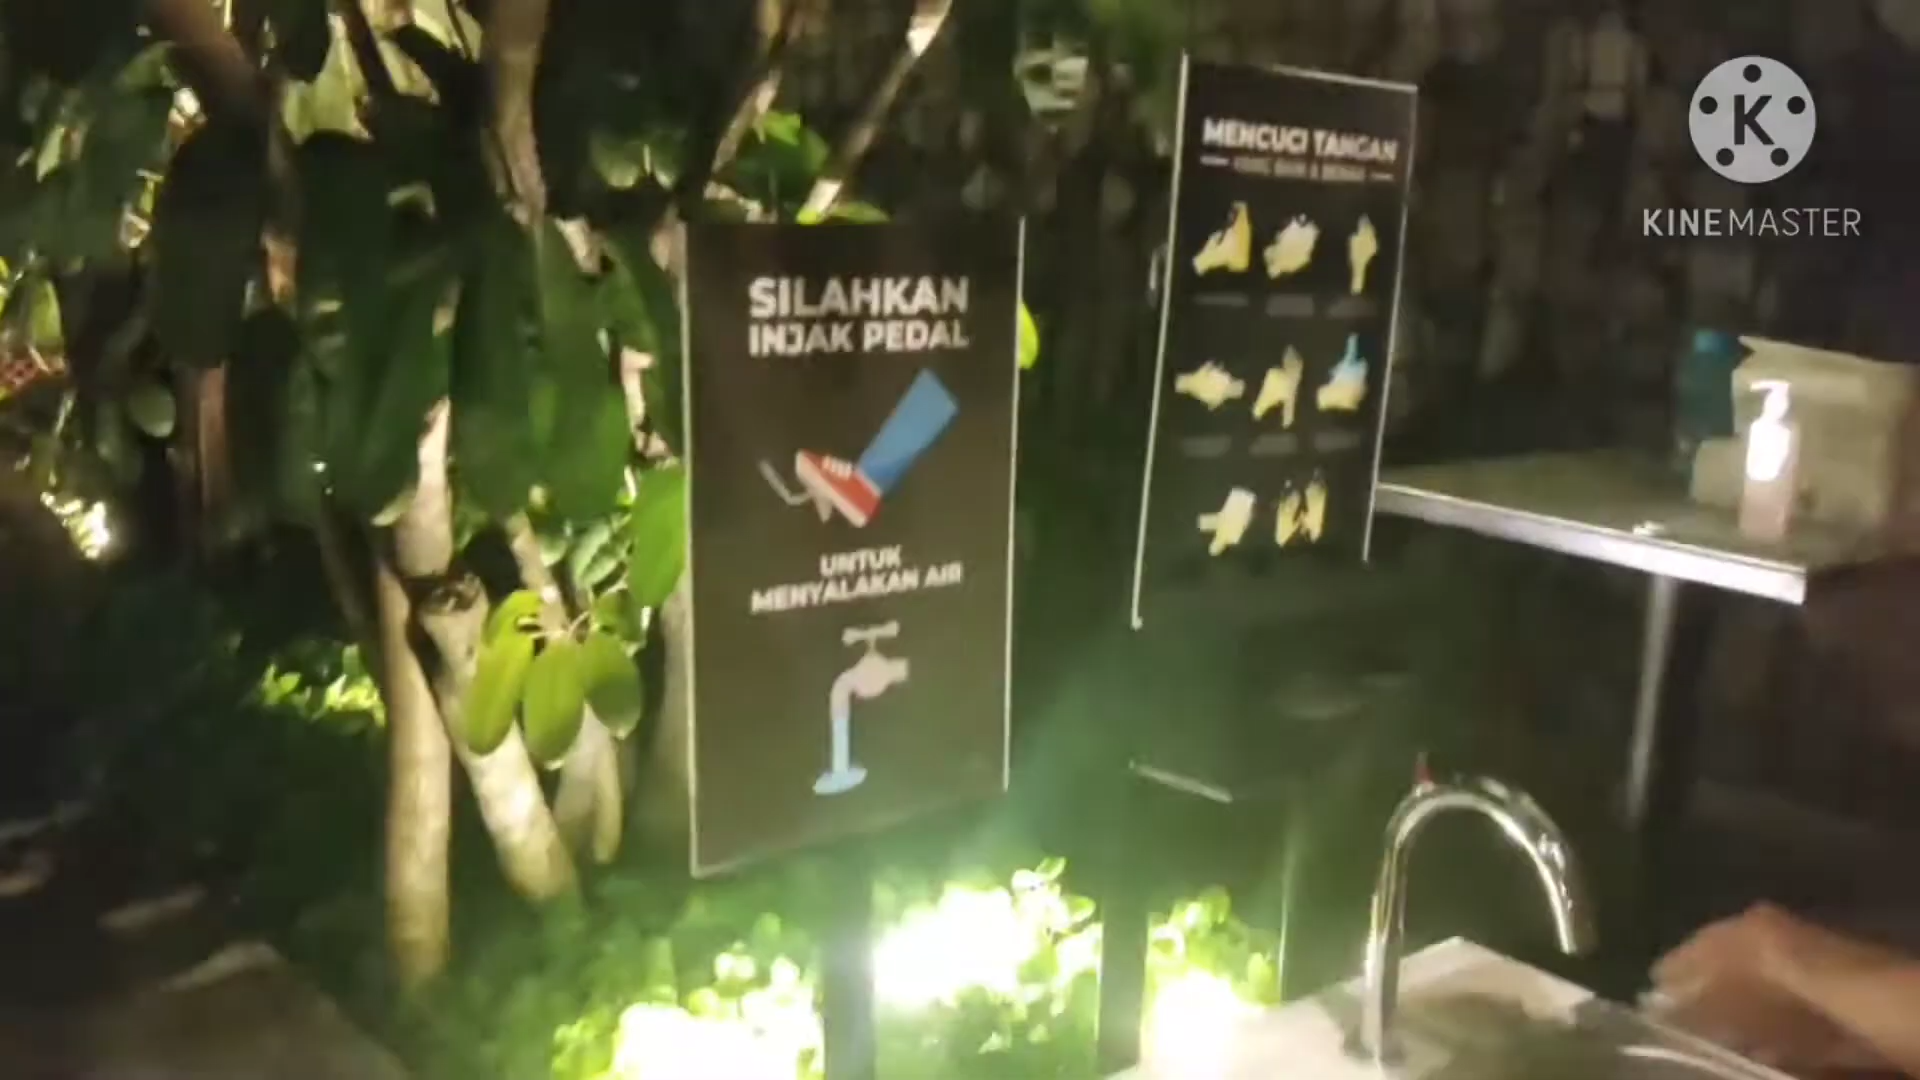 SILAHKAN
INJAK PEDAL
UNTUK
MENYALAKAN AIR
MENCUCI TANGAN
K
KINEMASTER